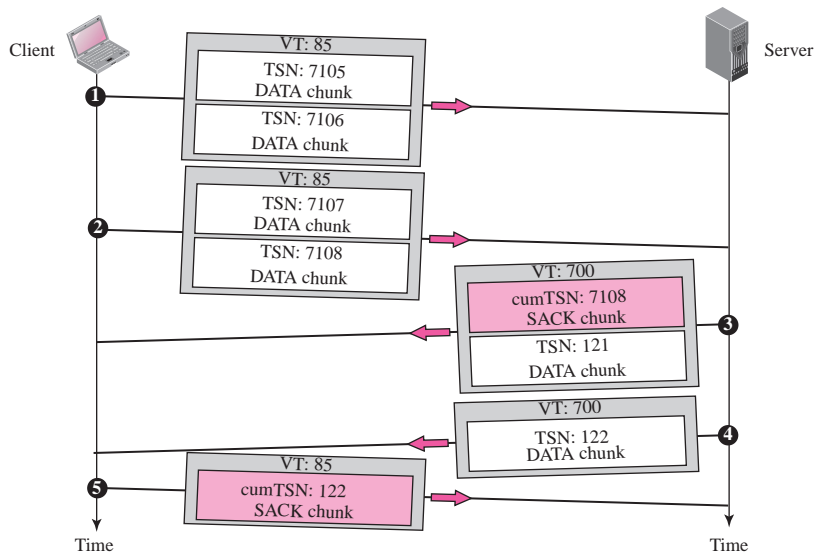 Client
Server
VT: 85
TSN: 7105
DATA chunk
1
TSN: 7106
DATA chunk
VT: 85
TSN: 7107
DATA chunk
2
TSN: 7108
DATA chunk
VT: 700
cumTSN: 7108
SACK chunk
3
TSN: 121
DATA chunk
VT: 700
TSN: 122
DATA chunk
4
VT: 85
cumTSN: 122
SACK chunk
5
Time
Time